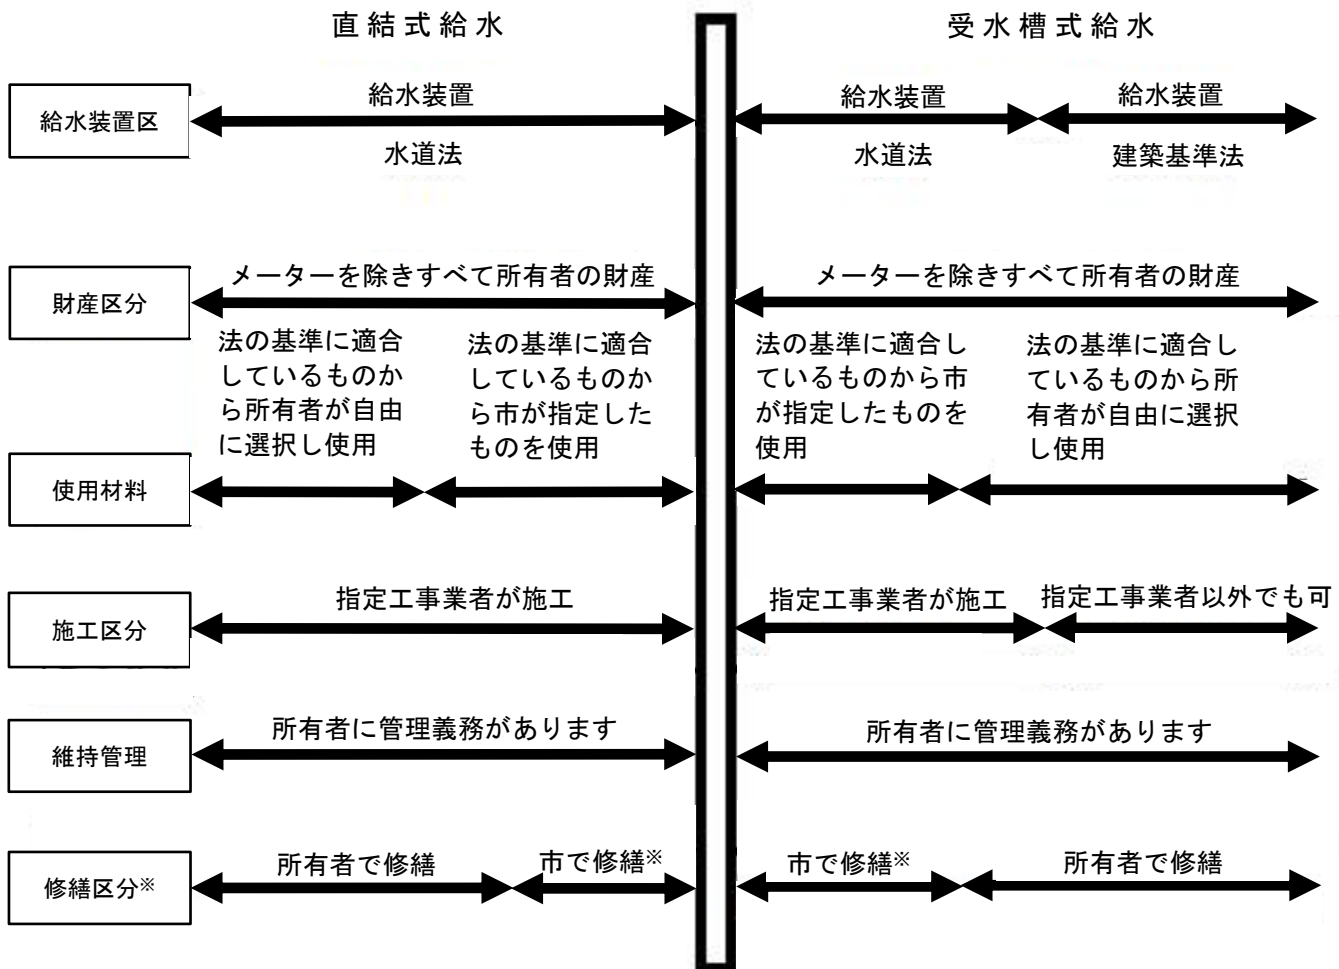 直結式給水
受水槽式給水
給水装置区
給水装置
水道法
給水装置
水道法
給水装置
建築基準法
財産区分
メーターを除きすべて所有者の財産
メーターを除きすべて所有者の財産
使用材料
法の基準に適合
しているものか
ら所有者が自由
に選択し使用
法の基準に適合
しているものか
ら市が指定した
ものを使用
法の基準に適合し
ているものから市
が指定したものを
使用
法の基準に適合し
ているものから所
有者が自由に選択
し使用
施工区分
指定工事業者が施工
指定工事業者が施工
指定工事業者以外でも可
維持管理
所有者に管理義務があります
所有者に管理義務があります
修繕区分※
所有者で修繕
市で修繕※
市で修繕※
所有者で修繕